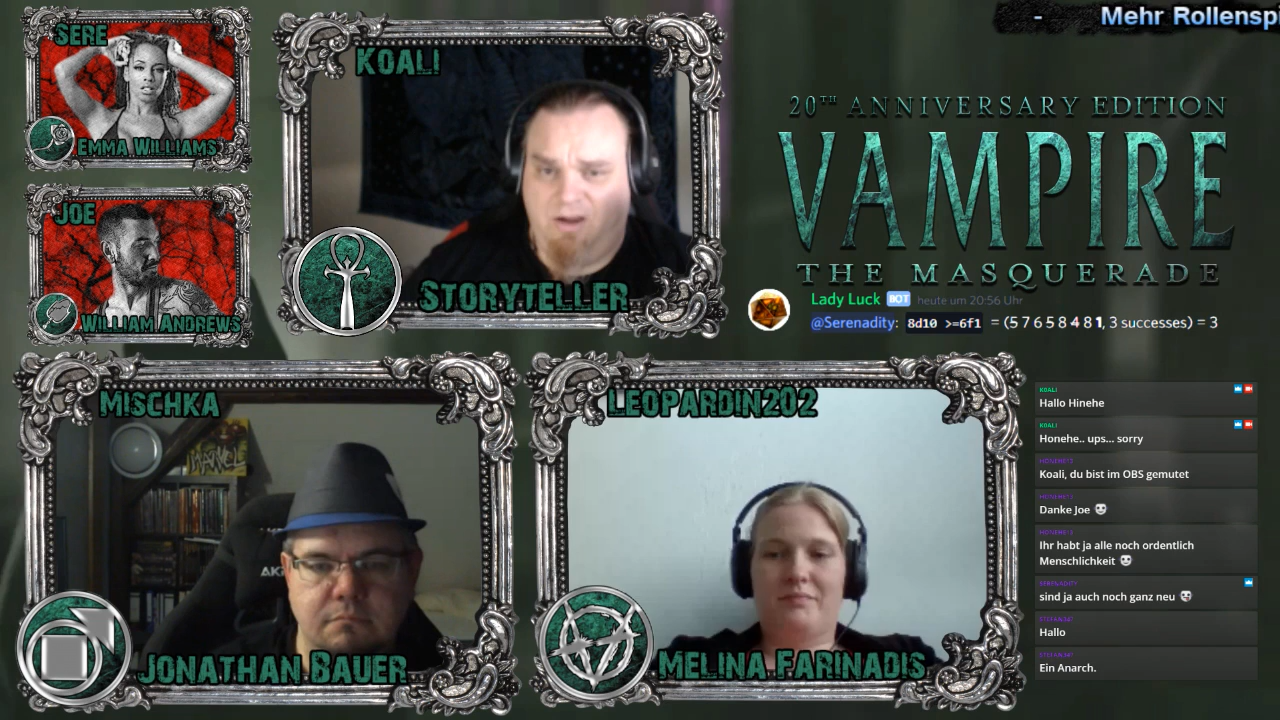 - Mehr Rollenspi
SERE
EMMA WILLIAMS
JOE
WILLIAM ANDREWS
KOALI
STORYTELLER
20TH ANNIVERSARY EDITION
VAMPIRE
THE MASQUERADE
Lady Luck BOT heute um 20:56 Uhr
@Serenadity: 8d10 >=6f1 = (5 7 6 5 8 4 8 1, 3 successes) = 3
MISCHKA
JONATHAN BAUER
LEOPARDIN202
MELINA FARINADIS
KOALI
Hallo Hinehe
KOALI
Honehe.. ups... sorry
Koali, du bist im OBS gemutet
Danke Joe
Ihr habt ja alle noch ordentlich
Menschlichkeit
SERENADITY
sind ja auch noch ganz neu
Hallo
Ein Anarch.